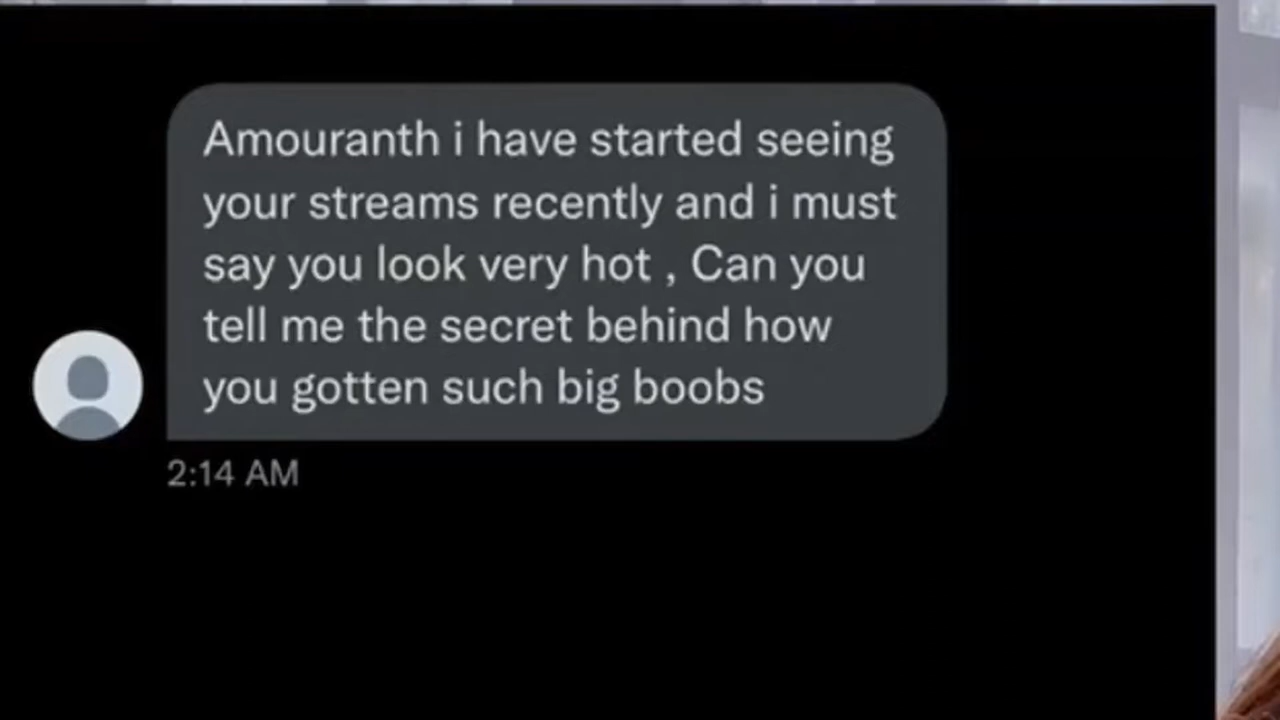 Amouranth i have started seeing
your streams recently and i must
say you look very hot , Can you
tell me the secret behind how
you gotten such big boobs
2:14 AM